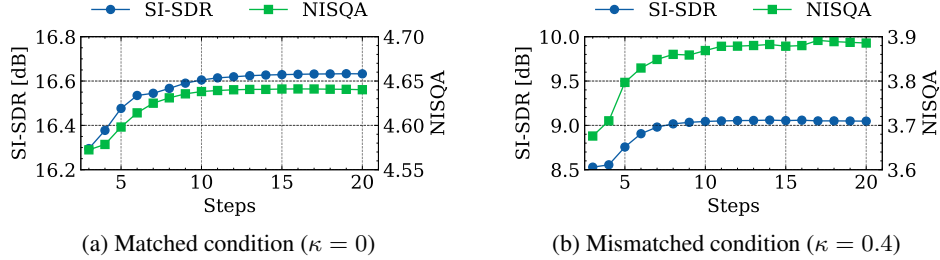 SI-SDR NISQA
SI-SDR [dB]
16.8
16.6
16.4
16.2
4.70
4.65
4.60
4.55
NISQA
5 10 15 20
Steps
(a) Matched condition (κ = 0)
SI-SDR NISQA
SI-SDR [dB]
10.0
9.5
9.0
8.5
3.9
3.8
3.7
3.6
NISQA
5 10 15 20
Steps
(b) Mismatched condition (κ = 0.4)